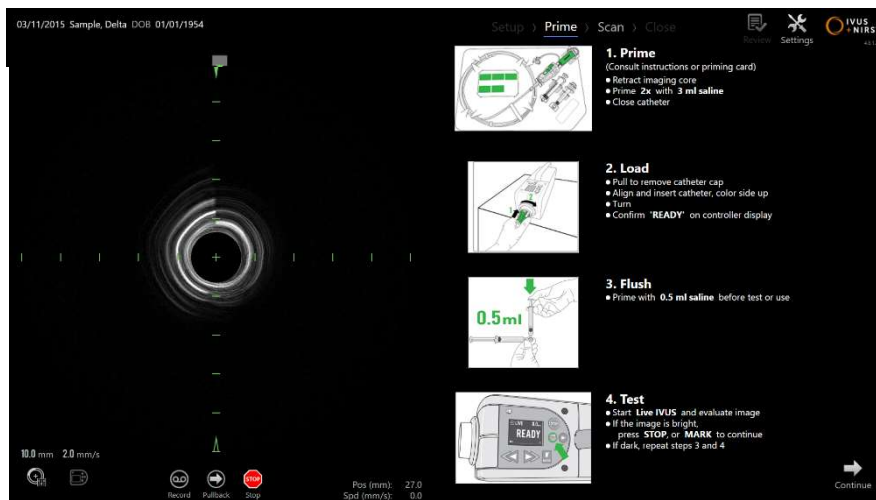 03/11/2015 Sample, Delta DOB 01/01/1954
Setup › Prime › Scan › Close
Review
Settings
IVUS
+NIRS
1. Prime
(Consult instructions or priming card)
• Retract imaging core
• Prime 2x with 3 ml saline
• Close catheter
2. Load
• Pull to remove catheter cap
• Align and insert catheter, color side up
• Turn
• Confirm 'READY' on controller display
3. Flush
• Prime with 0.5 ml saline before test or use
0.5ml
4. Test
• Start Live IVUS and evaluate image
• If the image is bright,
press STOP, or MARK to continue
• If dark, repeat steps 3 and 4
LIVE
READY
10.0 mm 2.0 mm/s
Record
Pullback
STOP
Stop
Pos (mm): 27.0
Spd (mm/s): 0.0
Continue